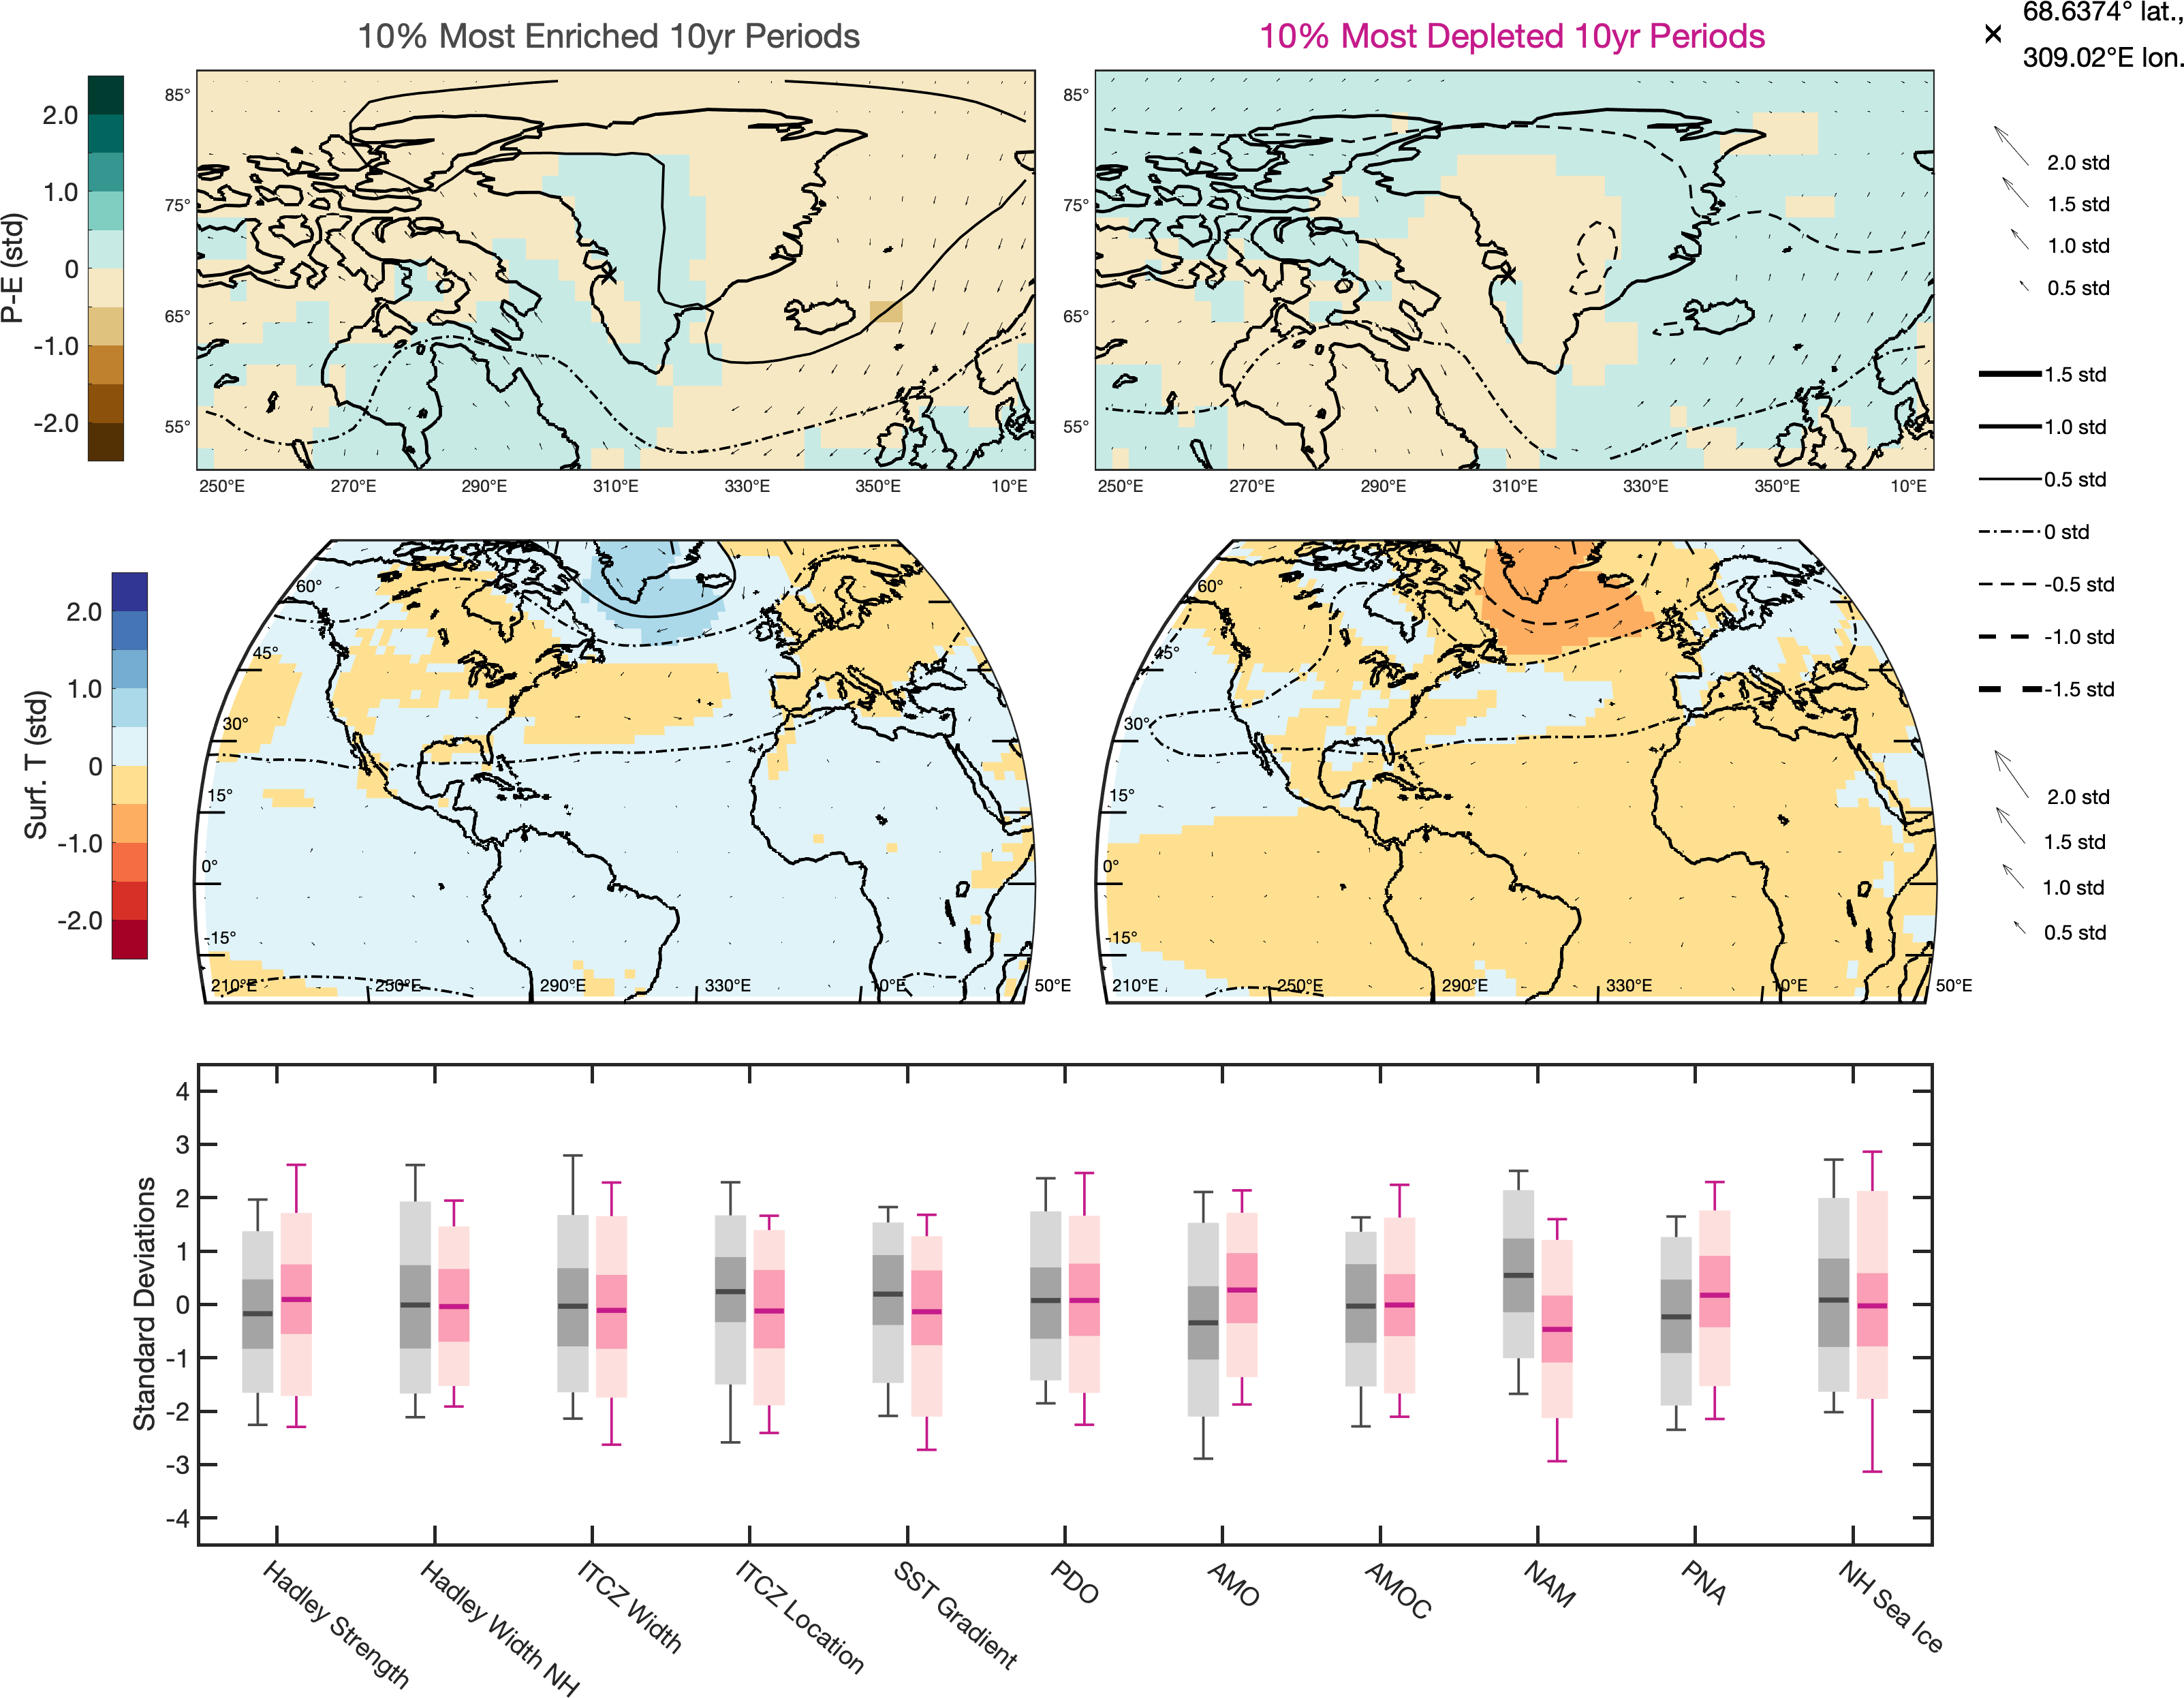 10% Most Enriched 10yr Periods
10% Most Depleted 10yr Periods
68.6374° lat.,
309.02°E lon.
P-E (std)
2.0
1.0
0
-1.0
-2.0
85°
75°
65°
55°
250°E 270°E 290°E 310°E 330°E 350°E 10°E
85°
75°
65°
55°
250°E 270°E 290°E 310°E 330°E 350°E 10°E
2.0 std
1.5 std
1.0 std
0.5 std
1.5 std
1.0 std
0.5 std
0 std
-0.5 std
-1.0 std
-1.5 std
Surf. T (std)
2.0
1.0
0
-1.0
-2.0
60°
45°
30°
15°
0°
-15°
210°E 250°E 290°E 330°E 10°E 50°E
60°
45°
30°
15°
0°
-15°
210°E 250°E 290°E 330°E 10°E 50°E
2.0 std
1.5 std
1.0 std
0.5 std
Standard Deviations
4
3
2
1
0
-1
-2
-3
-4
Hadley Strength
Hadley Width NH
ITCZ Width
ITCZ Location
SST Gradient
PDO
AMO
AMOC
NAM
PNA
NH Sea Ice